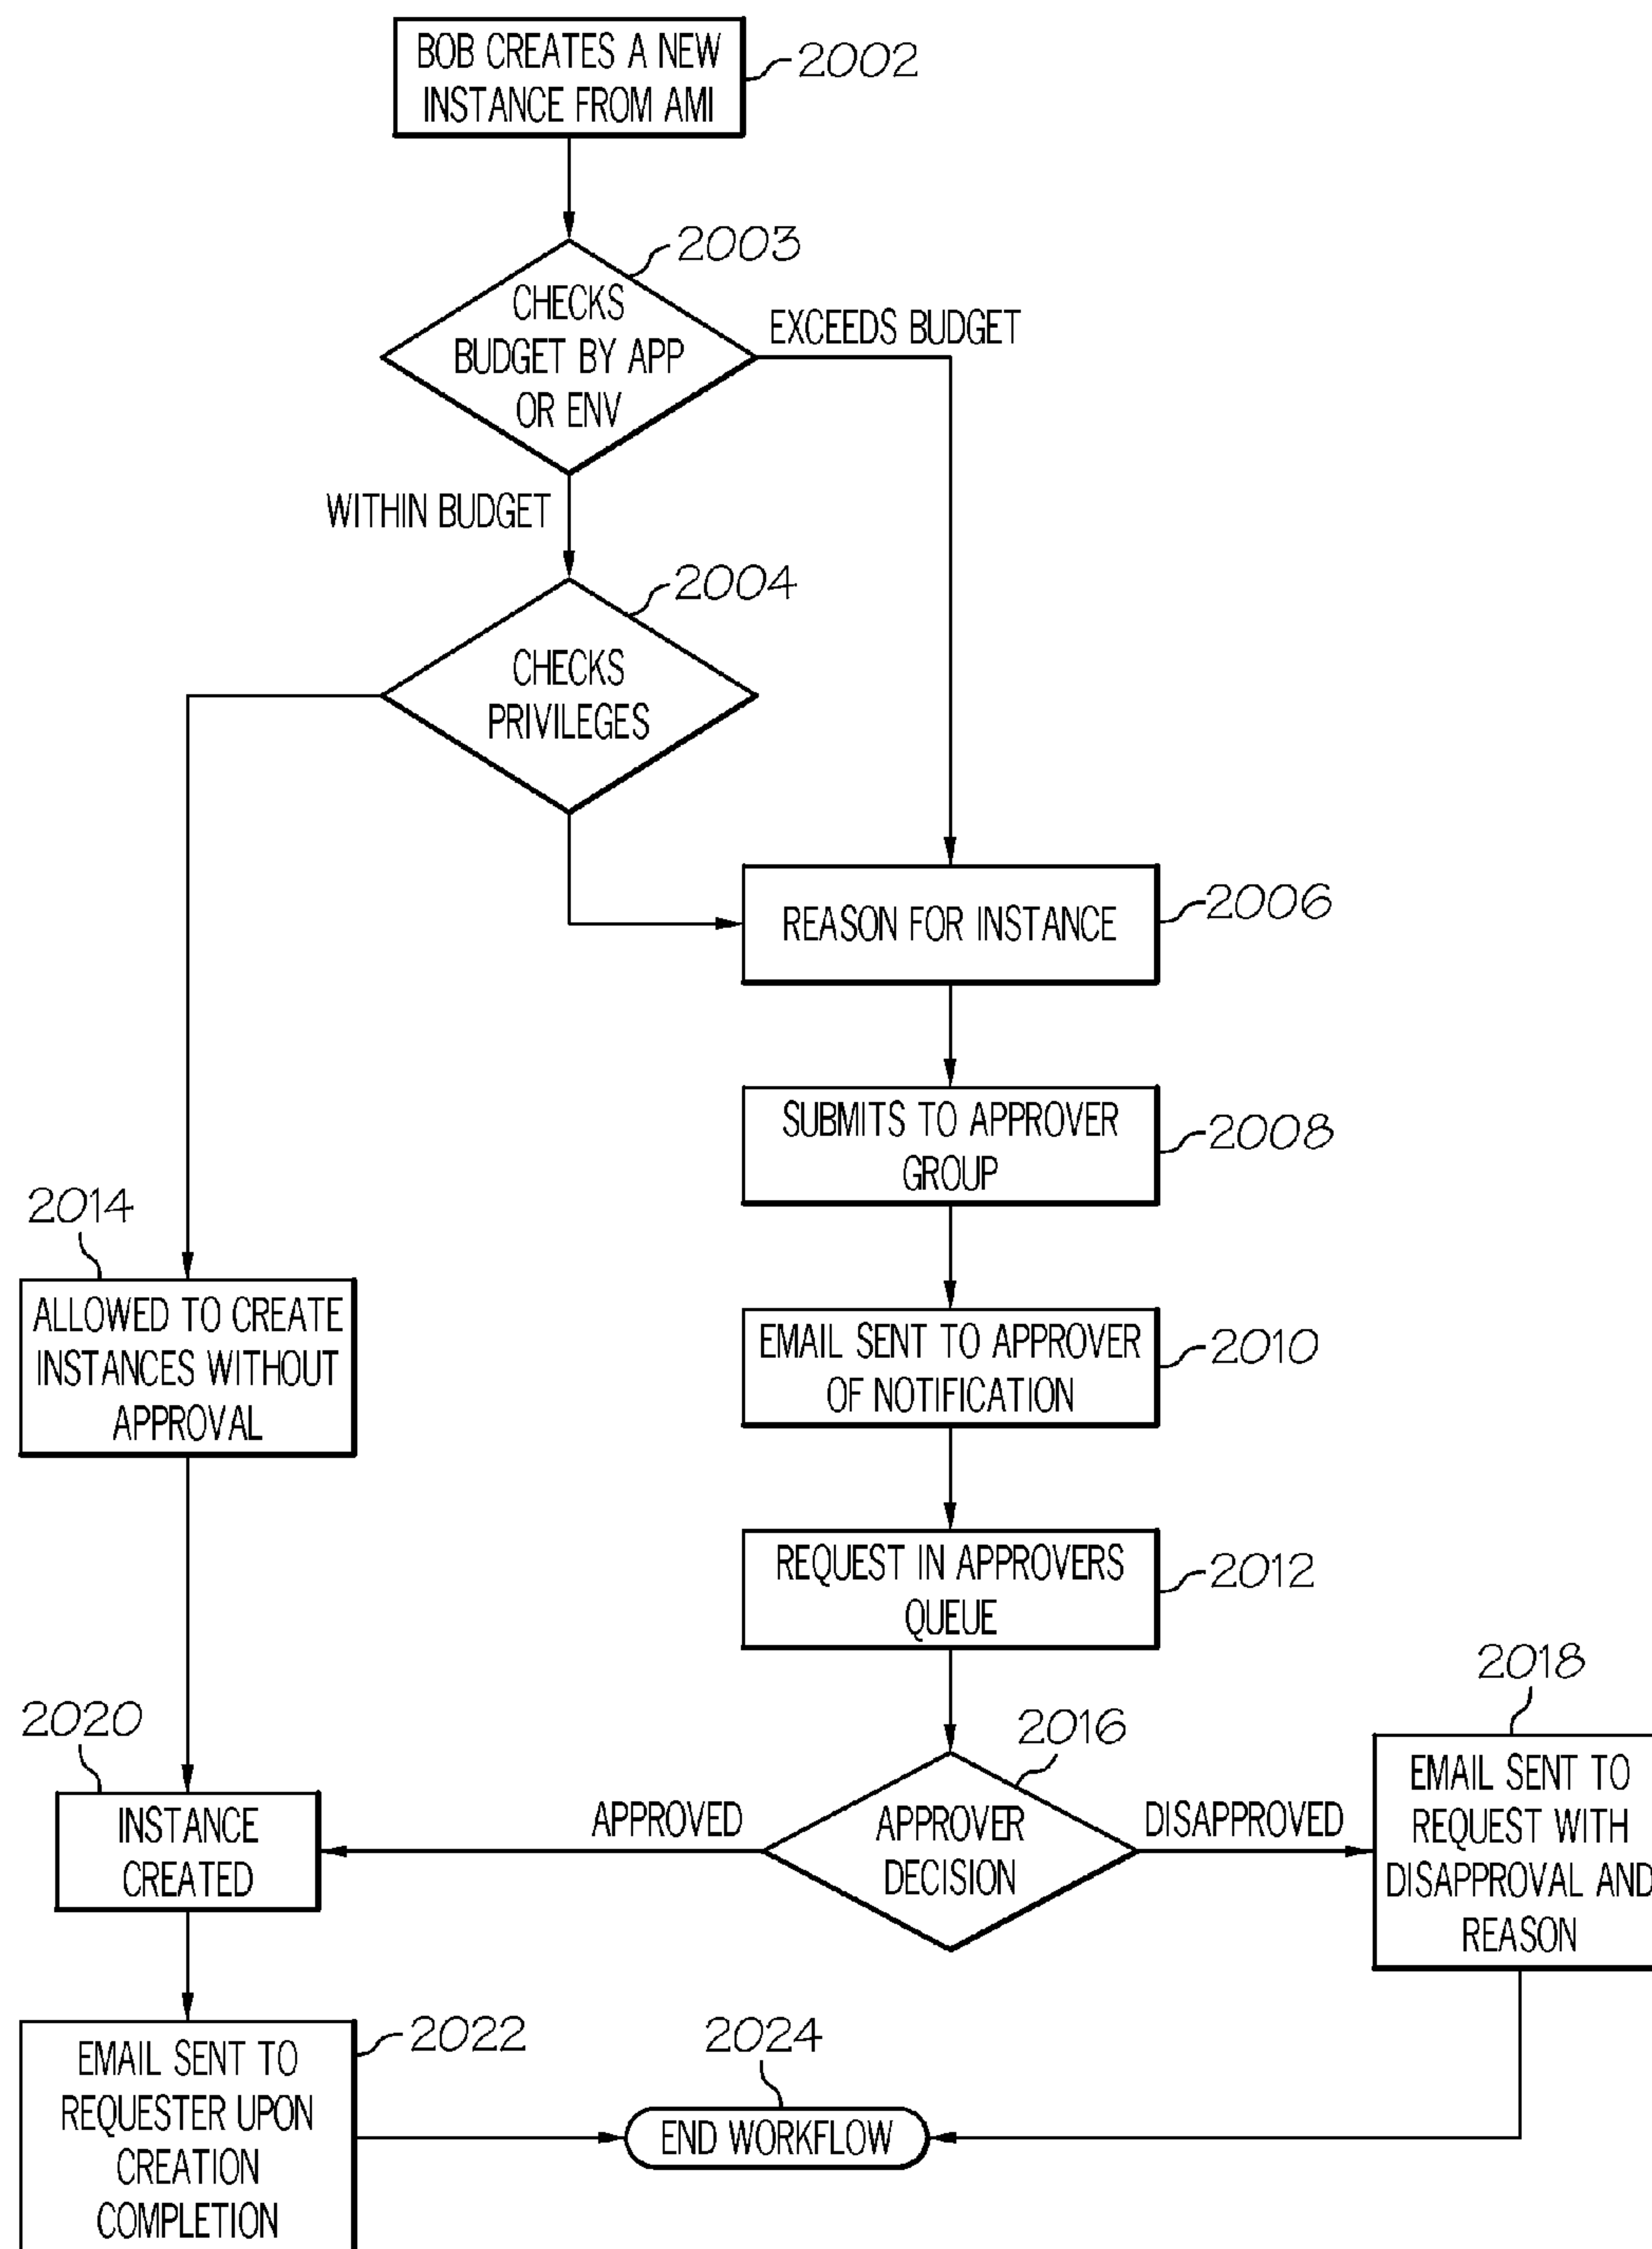 BOB CREATES A NEW
INSTANCE FROM AMI
2002
2003
CHECKS
BUDGET BY APP
OR ENV
EXCEEDS BUDGET
WITHIN BUDGET
2004
CHECKS
PRIVILEGES
REASON FOR INSTANCE
2006
SUBMITS TO APPROVER
GROUP
2008
2014
ALLOWED TO CREATE
INSTANCES WITHOUT
APPROVAL
EMAIL SENT TO APPROVER
OF NOTIFICATION
2010
REQUEST IN APPROVERS
QUEUE
2012
2018
2020
2016
INSTANCE
CREATED
APPROVED
APPROVER
DECISION
DISAPPROVED
EMAIL SENT TO
REQUEST WITH
DISAPPROVAL AND
REASON
2022
EMAIL SENT TO
REQUESTER UPON
CREATION
COMPLETION
2024
END WORKFLOW